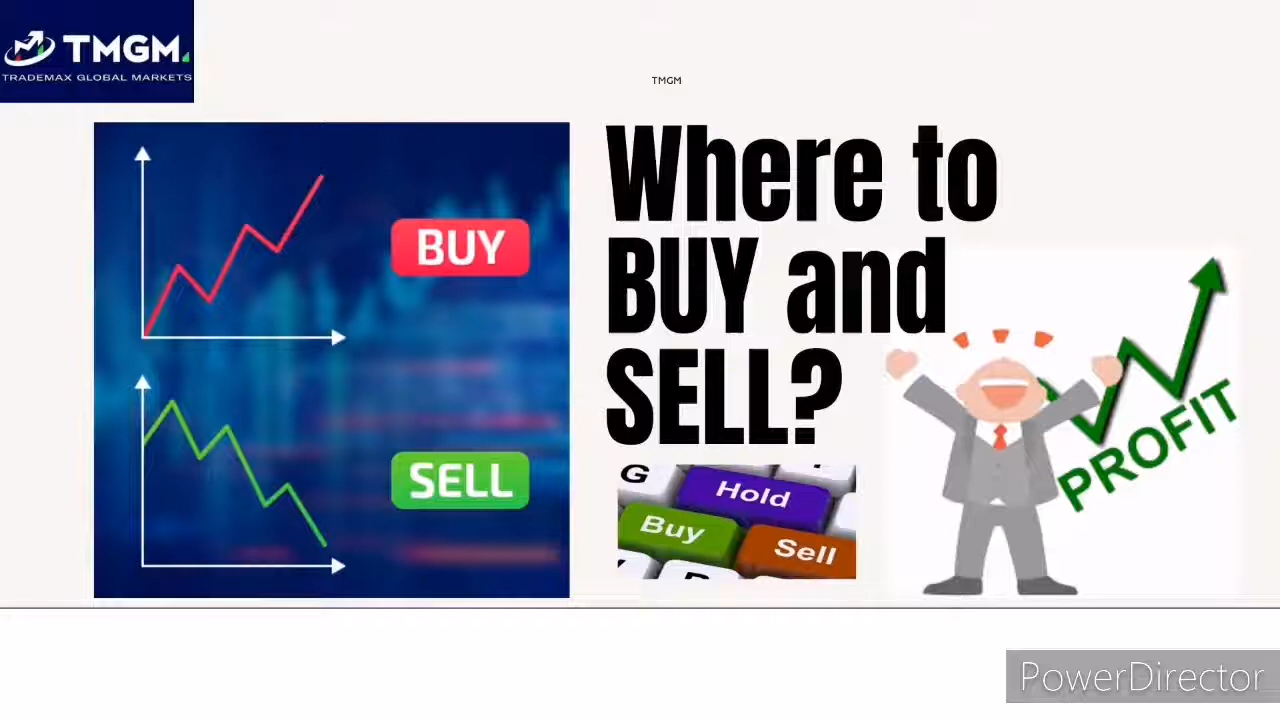 TMGM
TRADEMAX GLOBAL MARKETS
TMGM
BUY
SELL
Where to
BUY and
SELL?
G
Hold
Buy
Sell
PROFIT
PowerDirector